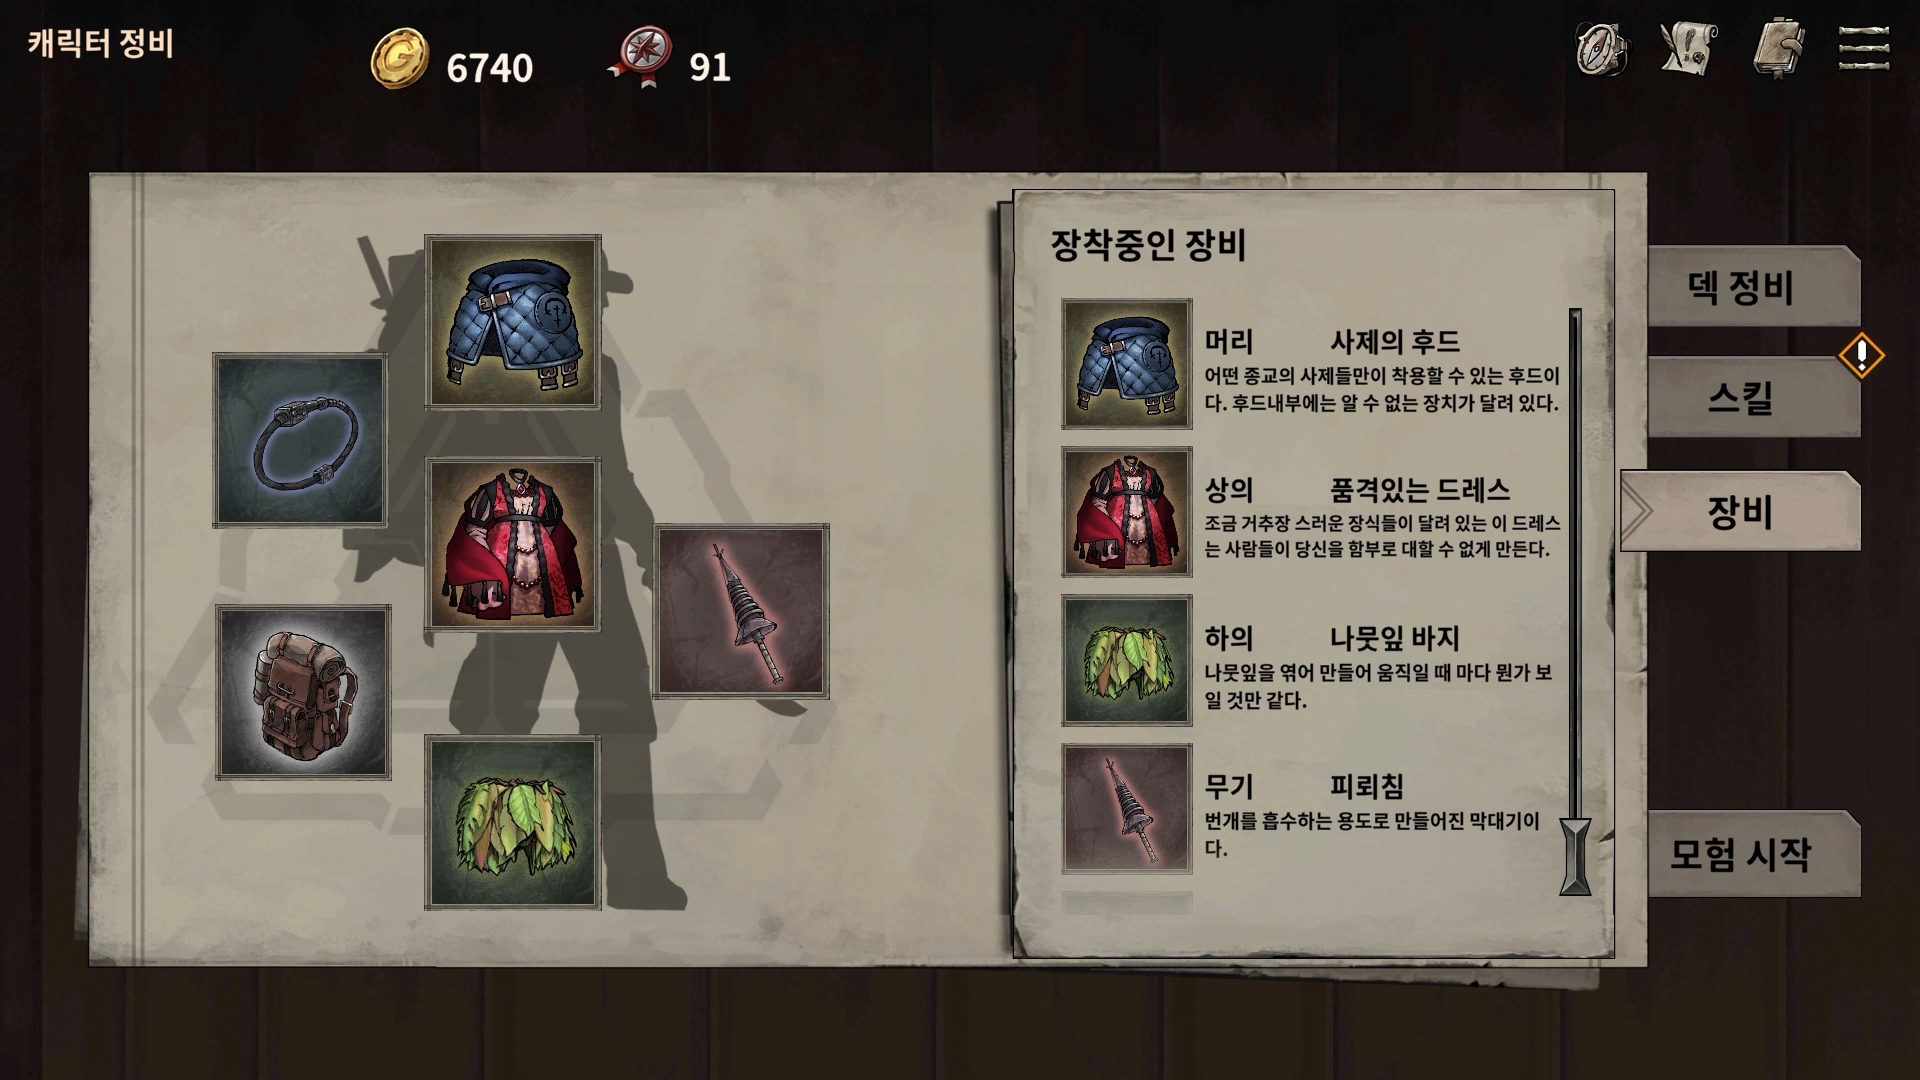 캐릭터 정비
6740
91
장착중인 장비
머리 사제의 후드
어떤 종교의 사제들만이 착용할 수 있는 후드이
다. 후드내부에는 알 수 없는 장치가 달려 있다.
상의 품격있는 드레스
조금 거추장 스러운 장식들이 달려 있는 이 드레스
는 사람들이 당신을 함부로 대할 수 없게 만든다.
하의 나뭇잎 바지
나뭇잎을 엮어 만들어 움직일 때 마다 뭔가 보
일 것만 같다.
무기 피뢰침
번개를 흡수하는 용도로 만들어진 막대기이
다.
덱 정비
스킬
장비
모험 시작